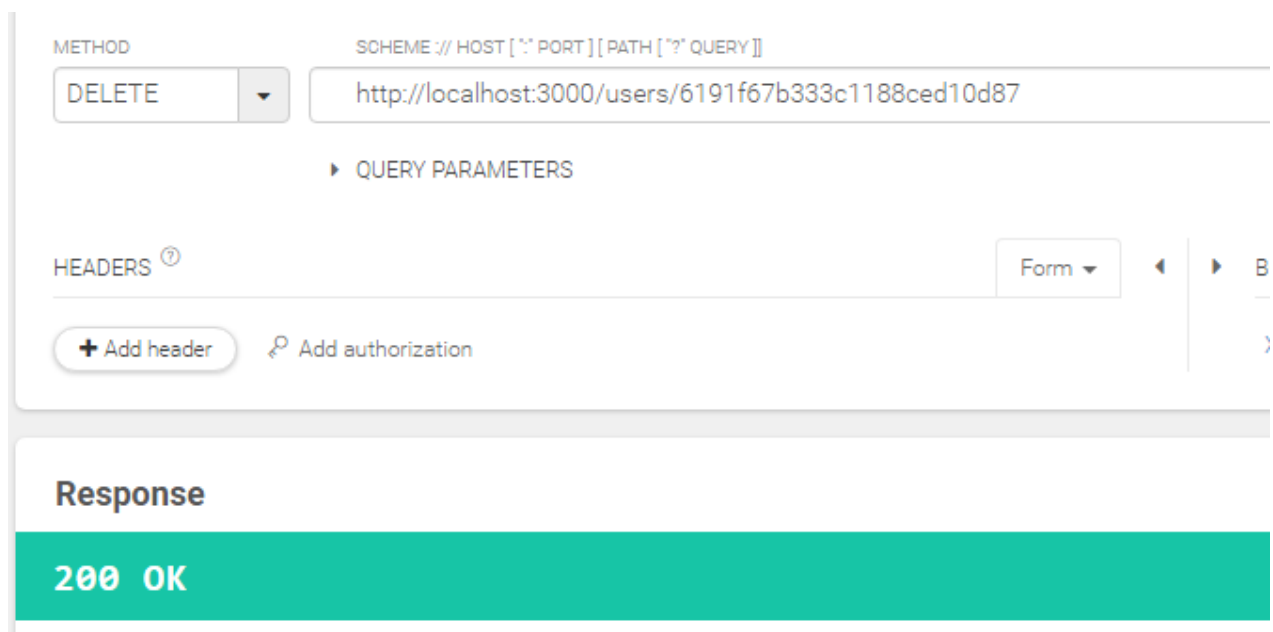 METHOD
SCHEME :// HOST [ ":" PORT ] [ PATH [ "?" QUERY ]]
DELETE
http://localhost:3000/users/6191f67b333c1188ced10d87
QUERY PARAMETERS
HEADERS ?
Form
B
+ Add header
Add authorization
Response
200 OK